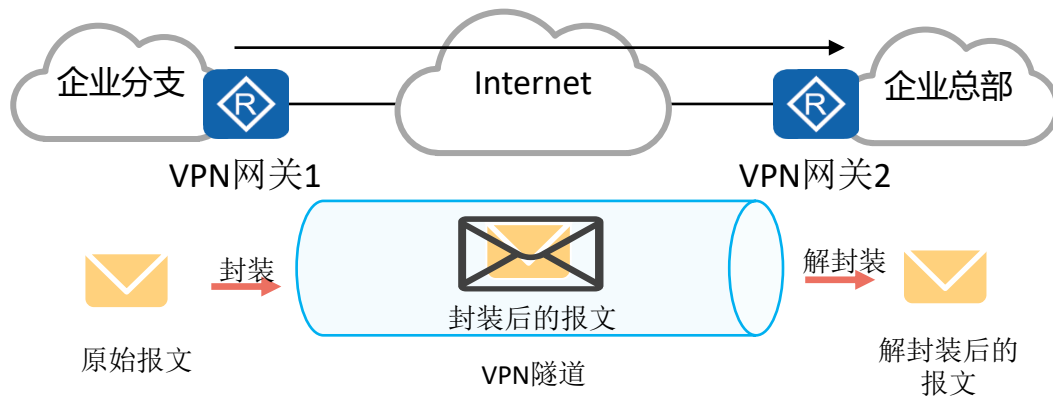 企业分支
Internet
企业总部
R
R
VPN网关1
VPN网关2
封装
解封装
封装后的报文
原始报文
VPN隧道
解封装后的
报文